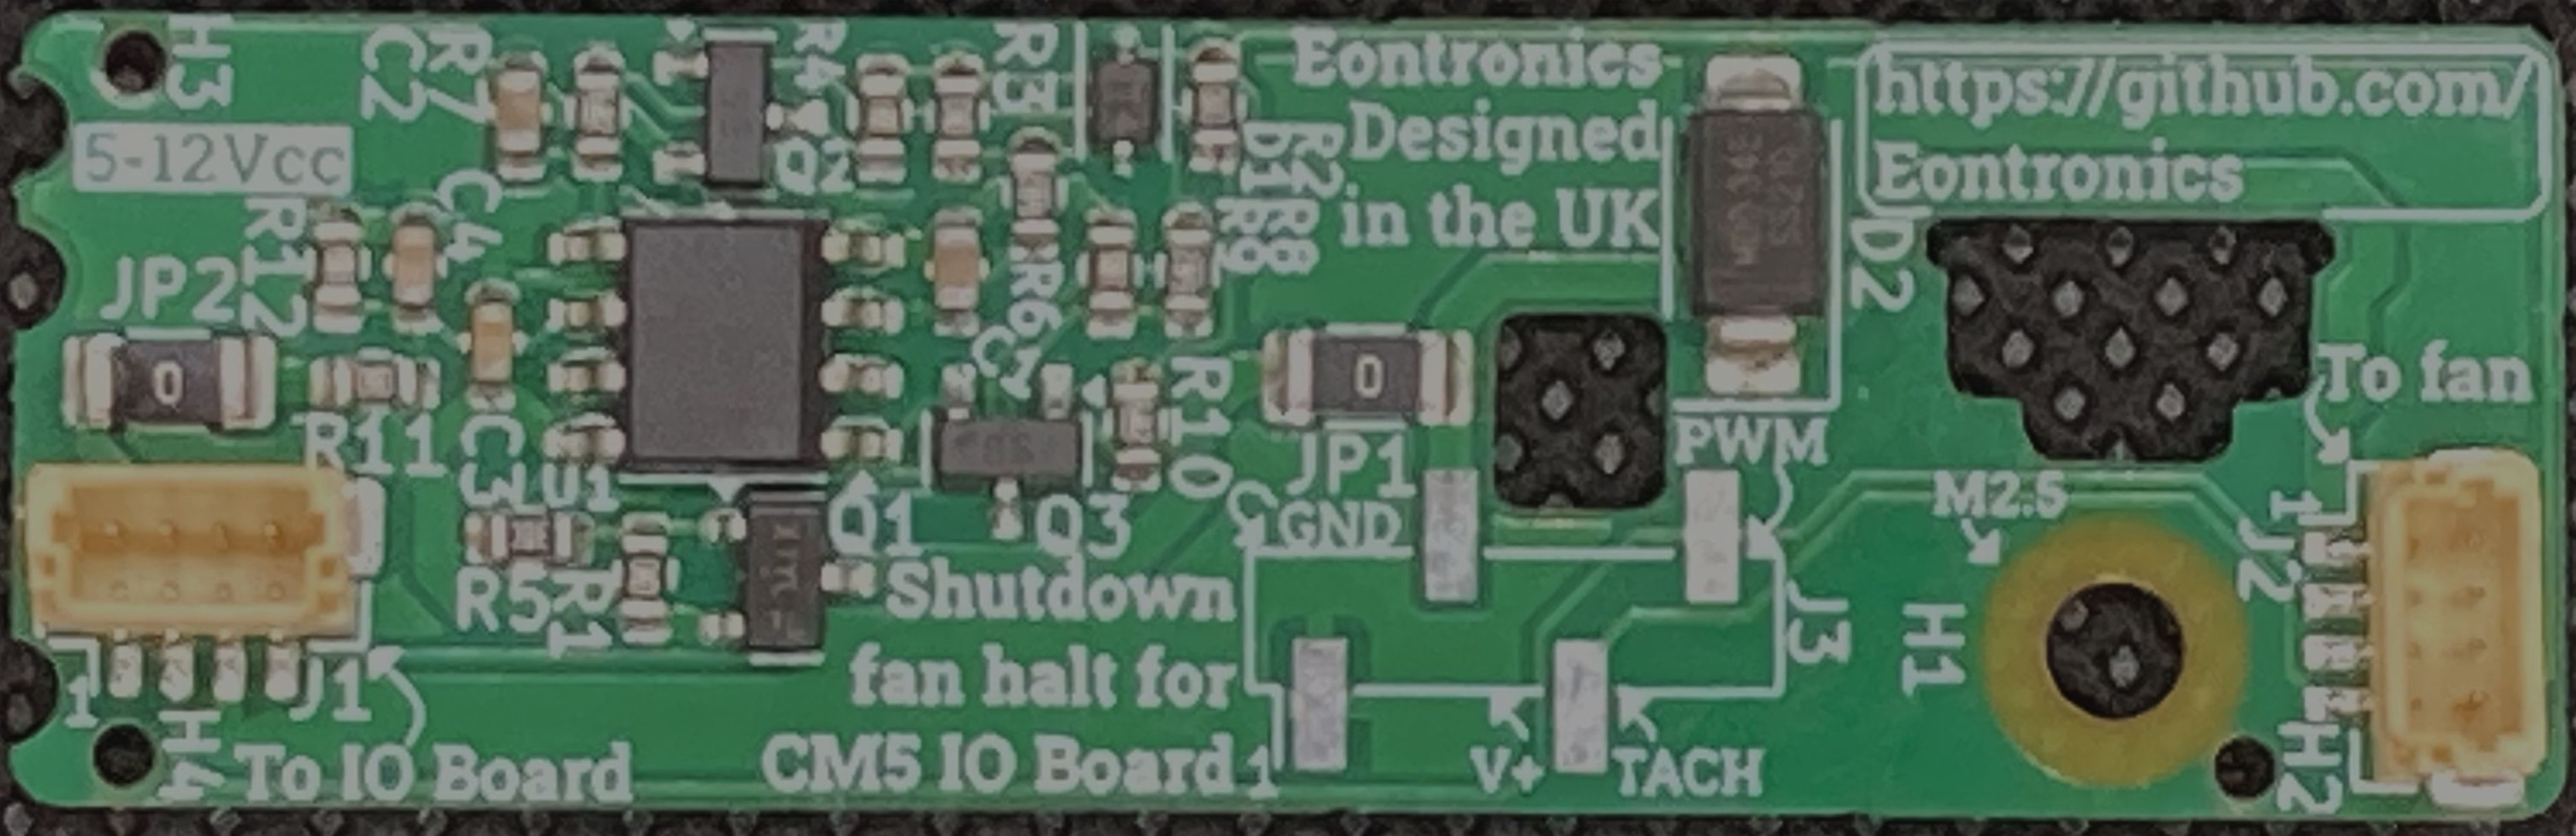 H3
C2
R7
R4
Q2
R3
R2
D1
R8
R9
Eontronics
Designed
in the UK
D2
https://github.com/
Eontronics
5-12Vcc
C4
R12
JP2
0
R11
C3
U1
R6
C1
R10
Q1
Q3
0
JP1
GND
PWM
J3
M2.5
H1
To fan
1
J2
H2
R5
R1
J1
1
H4
To IO Board
Shutdown
fan halt for
CM5 IO Board
1
V+
TACH